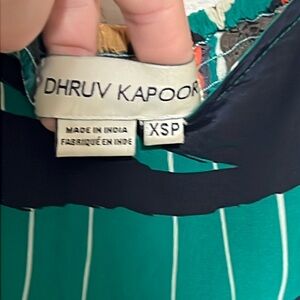 DHRUV KAPOOR
MADE IN INDIA
FABRIQUÉ EN INDE
XSP